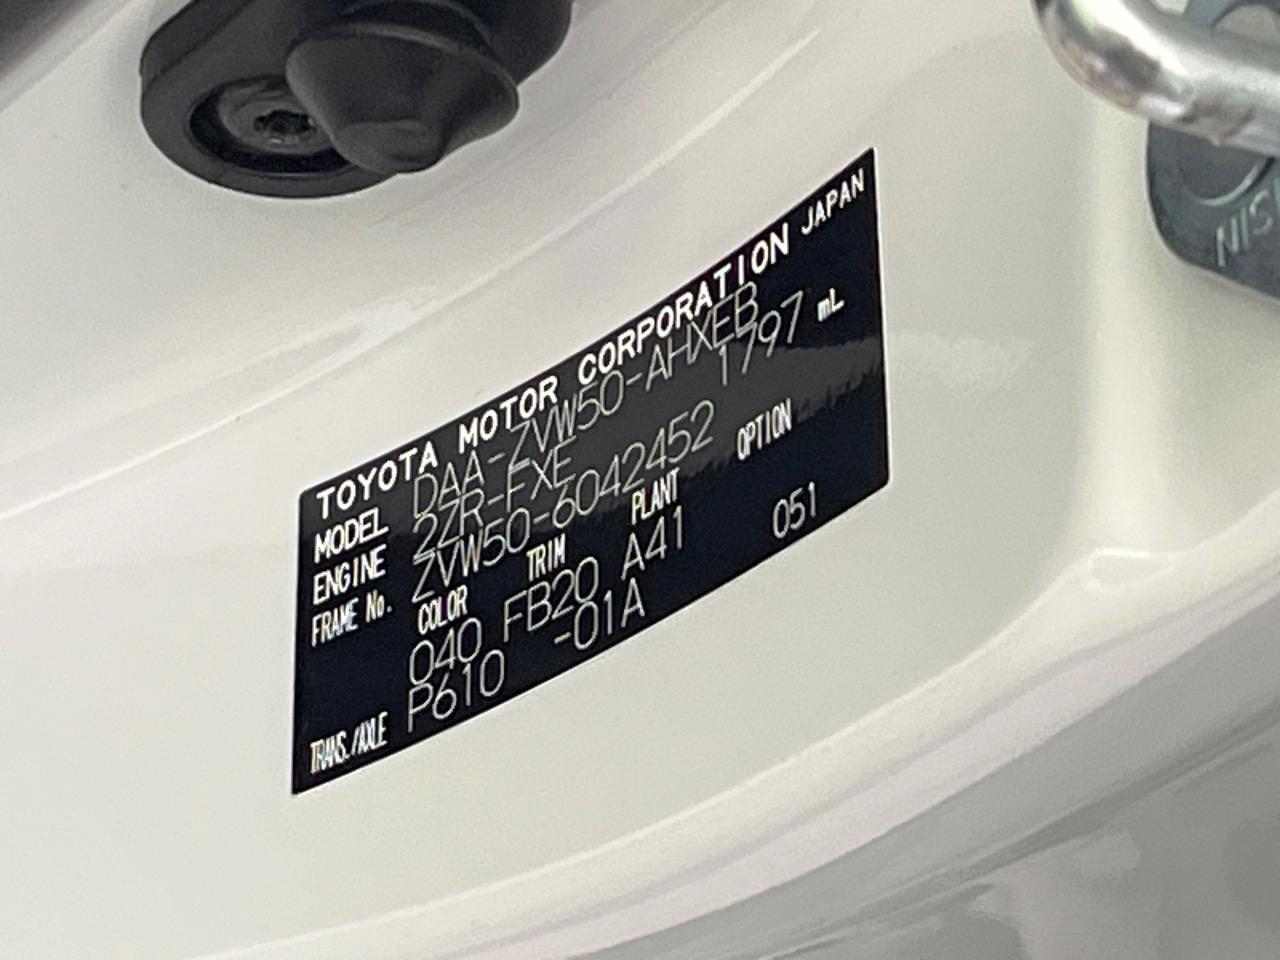 TOYOTA MOTOR CORPORATION JAPAN
MODEL DAA-ZVW50-AHXEB
ENGINE 2ZR-FXE 1797 mL
FRAME No. ZVW50-6042452
COLOR TRIM PLANT OPTION
040 FB20 A41 051
TRANS./AXLE P610 -01A
NIS